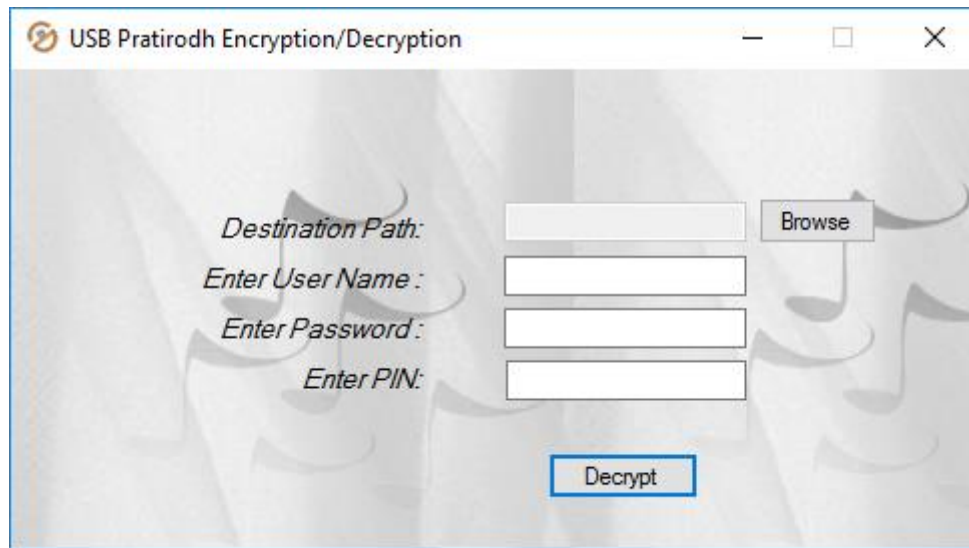 USB Pratirodh Encryption/Decryption
Destination Path: Browse
Enter User Name :
Enter Password :
Enter PIN:
Decrypt